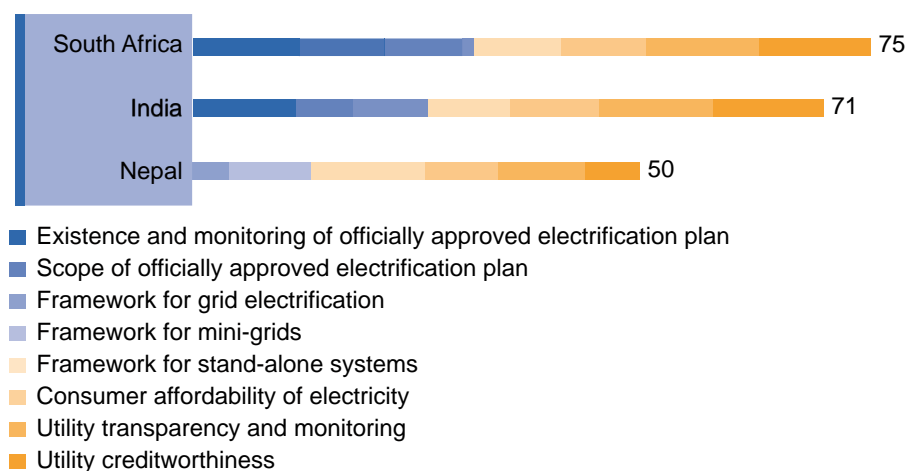 South Africa 75
India 71
Nepal 50
Existence and monitoring of officially approved electrification plan
Scope of officially approved electrification plan
Framework for grid electrification
Framework for mini-grids
Framework for stand-alone systems
Consumer affordability of electricity
Utility transparency and monitoring
Utility creditworthiness